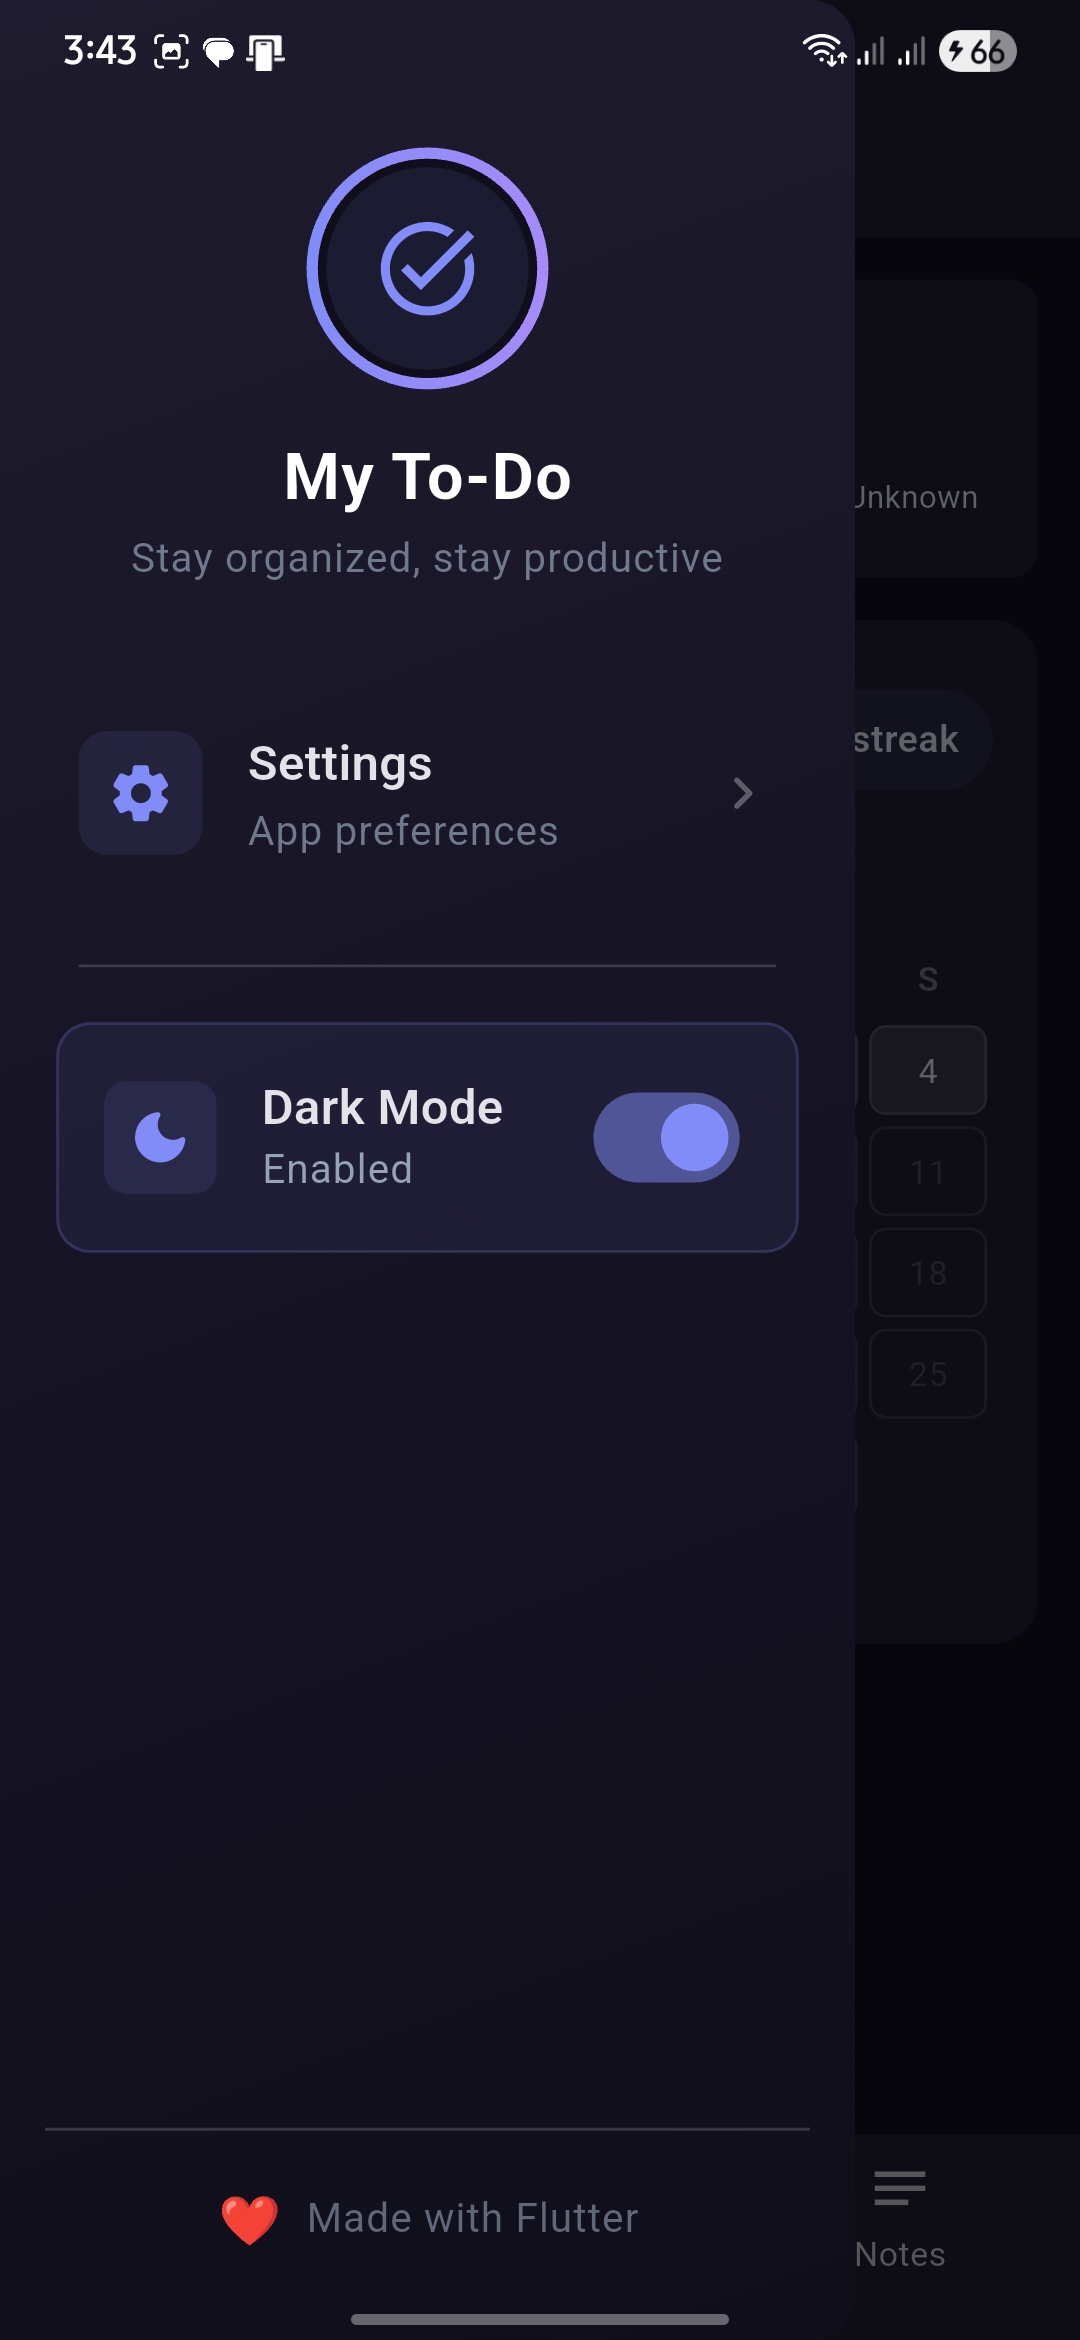 3:43
66
My To-Do
Stay organized, stay productive
Unknown
Settings
App preferences
streak
S
4
11
18
25
Dark Mode
Enabled
Made with Flutter
Notes